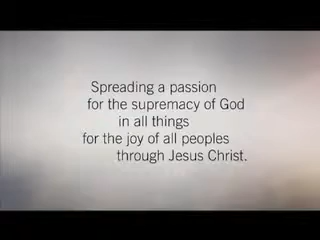 Spreading a passion
for the supremacy of God
in all things
for the joy of all peoples
through Jesus Christ.